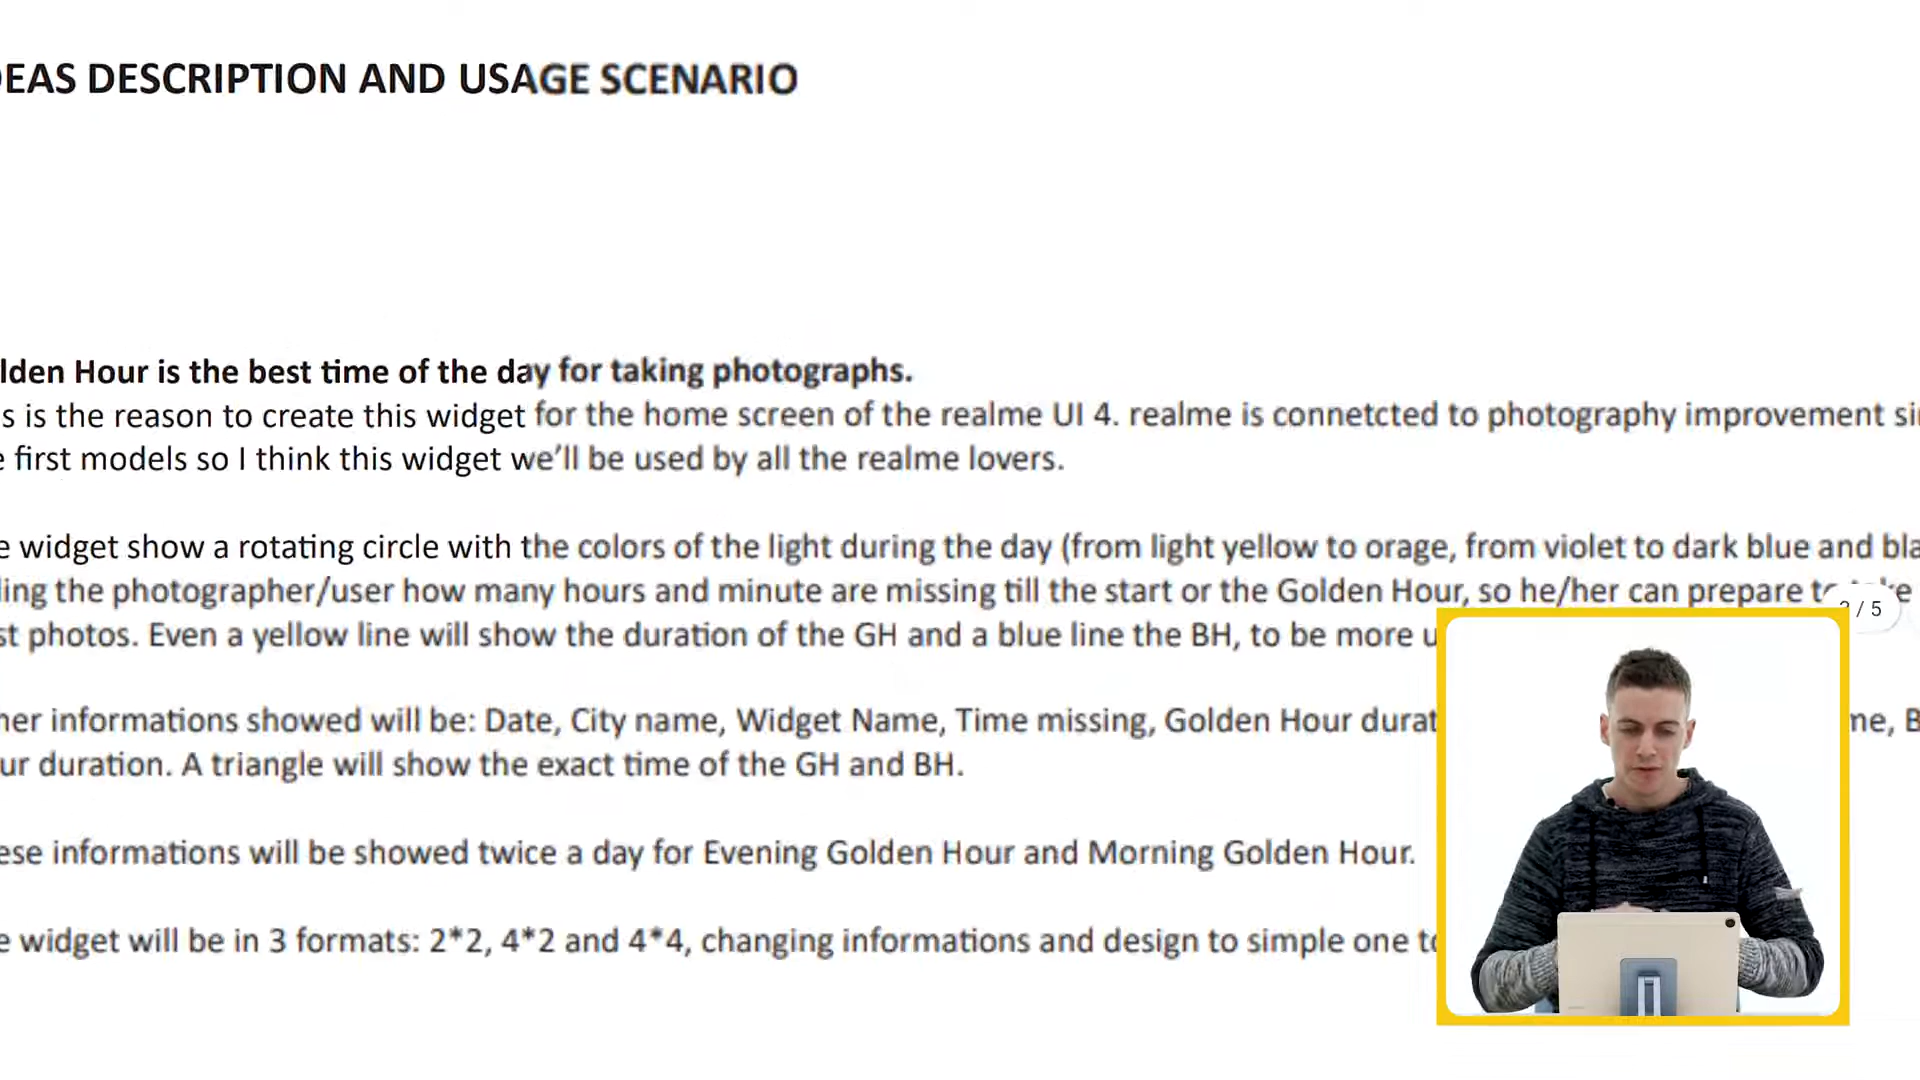 DEAS DESCRIPTION AND USAGE SCENARIO
lden Hour is the best time of the day for taking photographs.
s is the reason to create this widget for the home screen of the realme UI 4. realme is connetcted to photography improvement sin
e first models so I think this widget we'll be used by all the realme lovers.
e widget show a rotating circle with the colors of the light during the day (from light yellow to orage, from violet to dark blue and bla
ling the photographer/user how many hours and minute are missing till the start or the Golden Hour, so he/her can prepare to
/ 5
st photos. Even a yellow line will show the duration of the GH and a blue line the BH, to be more u
her informations showed will be: Date, City name, Widget Name, Time missing, Golden Hour durat me, B
ur duration. A triangle will show the exact time of the GH and BH.
ese informations will be showed twice a day for Evening Golden Hour and Morning Golden Hour.
e widget will be in 3 formats: 2*2, 4*2 and 4*4, changing informations and design to simple one to